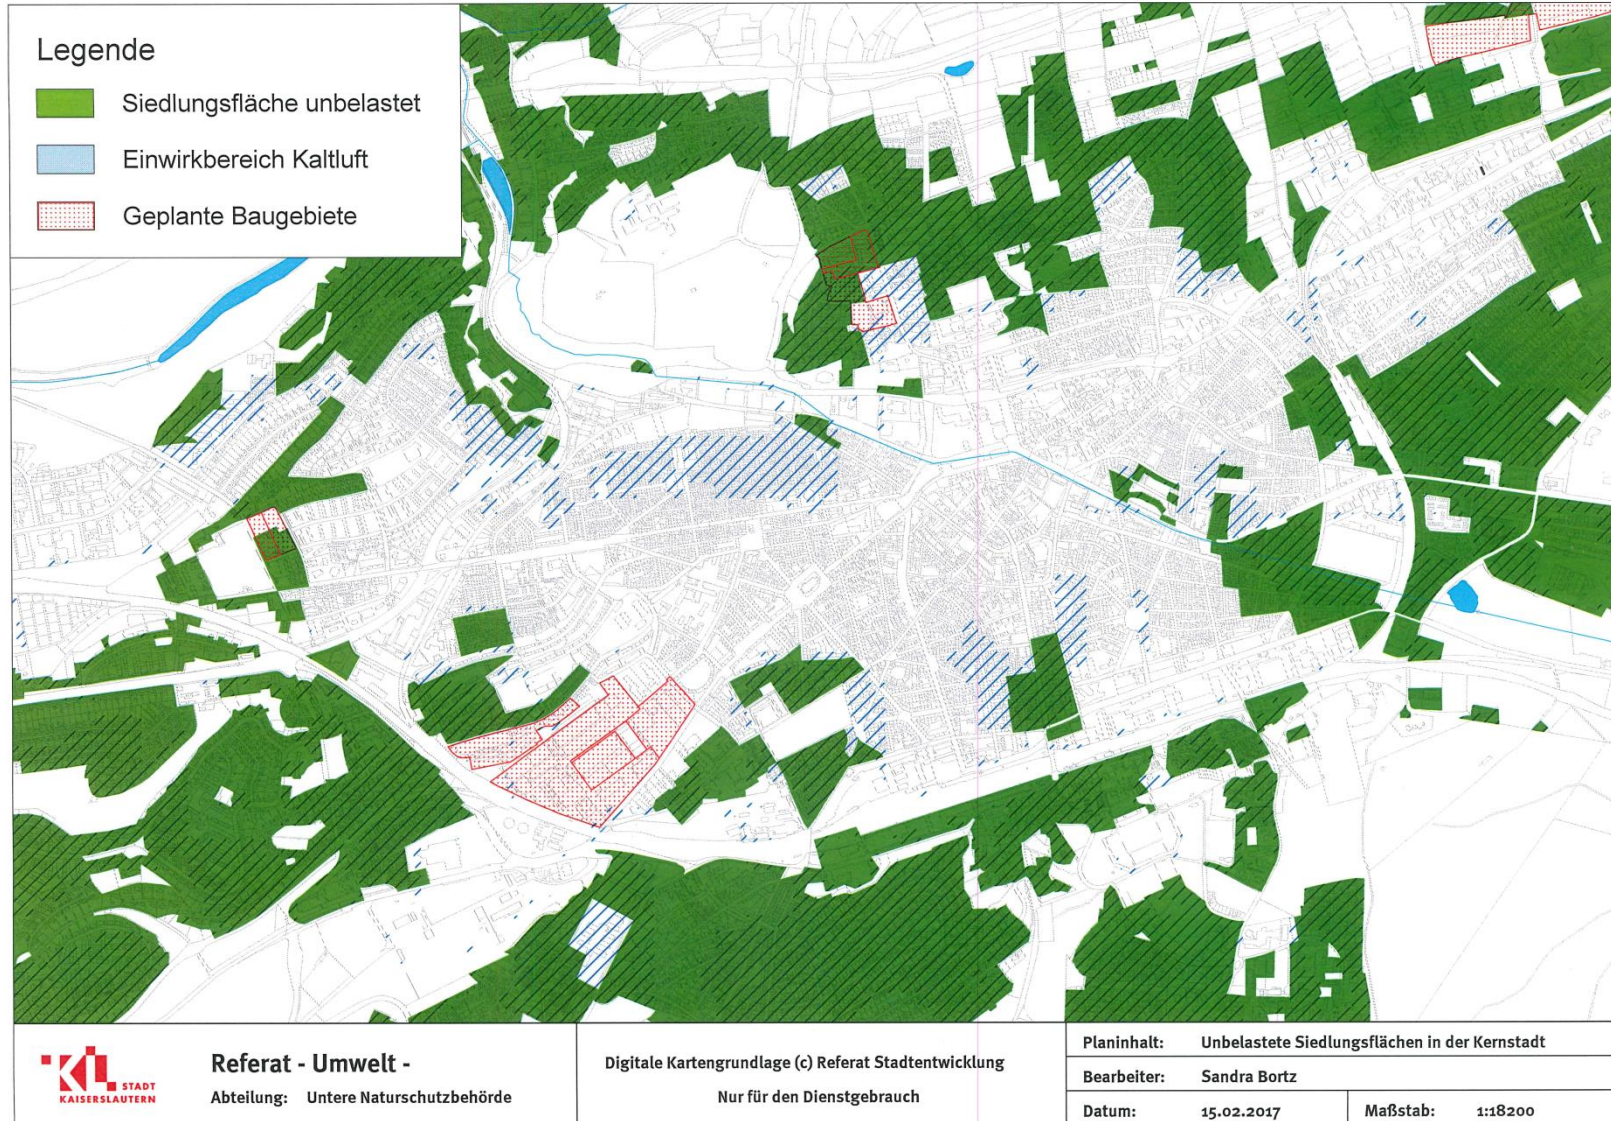 Legende
Siedlungsfläche unbelastet
Einwirkbereich Kaltluft
Geplante Baugebiete
KL STADT
KAISERSLAUTERN
Referat - Umwelt -
Abteilung: Untere Naturschutzbehörde
Digitale Kartengrundlage (c) Referat Stadtentwicklung
Nur für den Dienstgebrauch
Planinhalt: Unbelastete Siedlungsflächen in der Kernstadt
Bearbeiter: Sandra Bortz
Datum: 15.02.2017 Maßstab: 1:18200